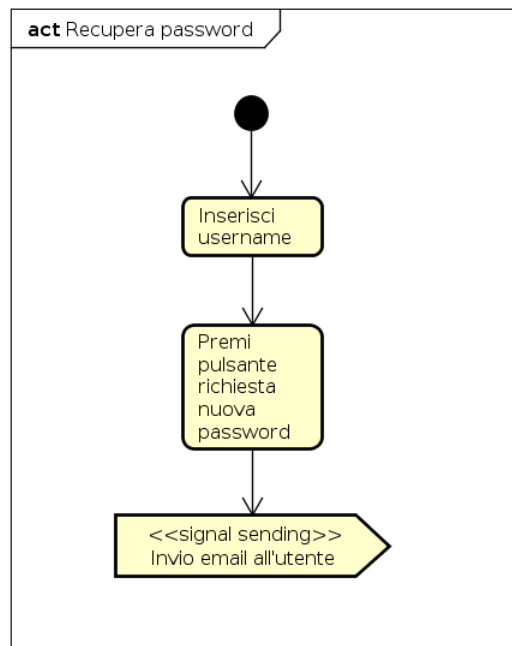 act Recupera password
Inserisci
username
Premi
pulsante
richiesta
nuova
password
<<signal sending>>
Invio email all'utente